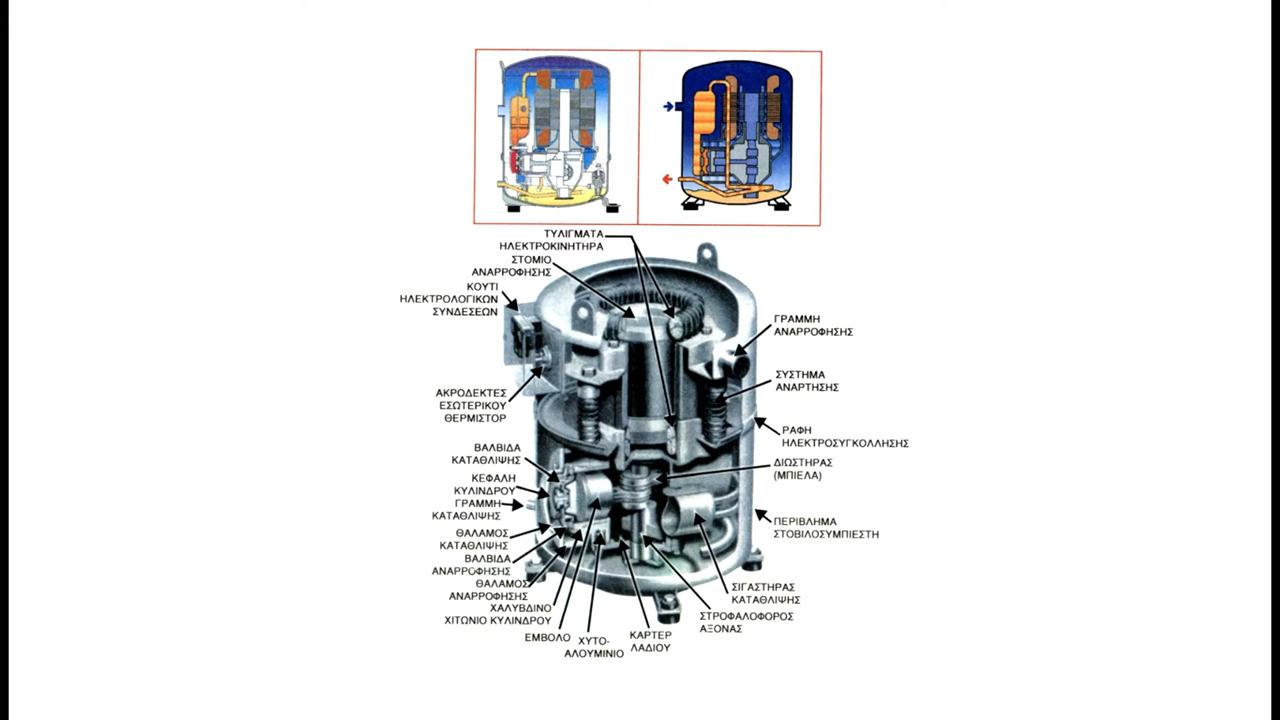 ΤΥΛΙΓΜΑΤΑ
ΗΛΕΚΤΡΟΚΙΝΗΤΗΡΑ
ΣΤΟΜΙΟ
ΑΝΑΡΡΟΦΗΣΗΣ
ΚΟΥΤΙ
ΗΛΕΚΤΡΟΛΟΓΙΚΩΝ
ΣΥΝΔΕΣΕΩΝ
ΓΡΑΜΜΗ
ΑΝΑΡΡΟΦΗΣΗΣ
ΣΥΣΤΗΜΑ
ΑΝΑΡΤΗΣΗΣ
ΑΚΡΟΔΕΚΤΕΣ
ΕΣΩΤΕΡΙΚΟΥ
ΘΕΡΜΙΣΤΟΡ
ΡΑΦΗ
ΗΛΕΚΤΡΟΣΥΓΚΟΛΛΗΣΗΣ
ΒΑΛΒΙΔΑ
ΚΑΤΑΘΛΙΨΗΣ
ΔΙΩΣΤΗΡΑΣ
(ΜΠΙΕΛΑ)
ΚΕΦΑΛΗ
ΚΥΛΙΝΔΡΟΥ
ΓΡΑΜΜΗ
ΚΑΤΑΘΛΙΨΗΣ
ΠΕΡΙΒΛΗΜΑ
ΣΤΟΒΙΛΟΣΥΜΠΙΕΣΤΗ
ΘΑΛΑΜΟΣ
ΚΑΤΑΘΛΙΨΗΣ
ΒΑΛΒΙΔΑ
ΑΝΑΡΡΟΦΗΣΗΣ
ΘΑΛΑΜΟΣ
ΑΝΑΡΡΟΦΗΣΗΣ
ΧΑΛΥΒΔΙΝΟ
ΧΙΤΩΝΙΟ ΚΥΛΙΝΔΡΟΥ
ΣΙΓΑΣΤΗΡΑΣ
ΚΑΤΑΘΛΙΨΗΣ
ΣΤΡΟΦΑΛΟΦΟΡΟΣ
ΑΞΟΝΑΣ
ΕΜΒΟΛΟ
ΧΥΤΟ-
ΑΛΟΥΜΙΝΙΟ
ΚΑΡΤΕΡ
ΛΑΔΙΟΥ